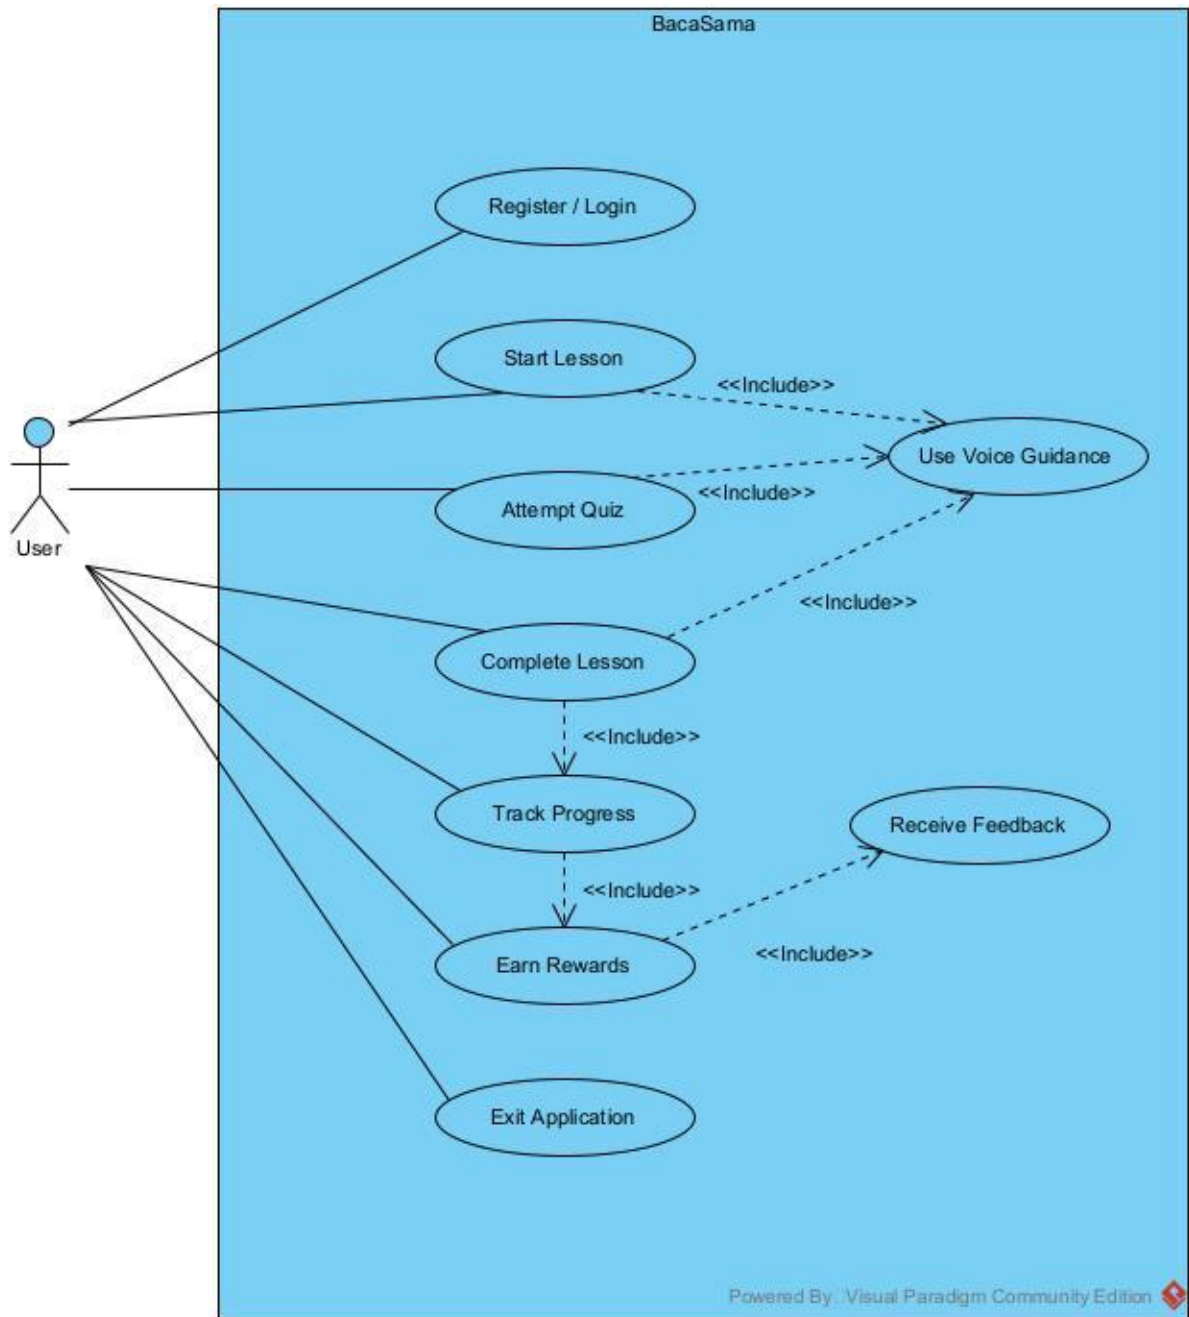 BacaSama
Register / Login
Start Lesson
<<Include>>
Use Voice Guidance
<<Include>>
Attempt Quiz
User
<<Include>>
Complete Lesson
<<Include>>
Track Progress
Receive Feedback
<<Include>>
<<Include>>
Earn Rewards
Exit Application
Powered By Visual Paradigm Community Edition